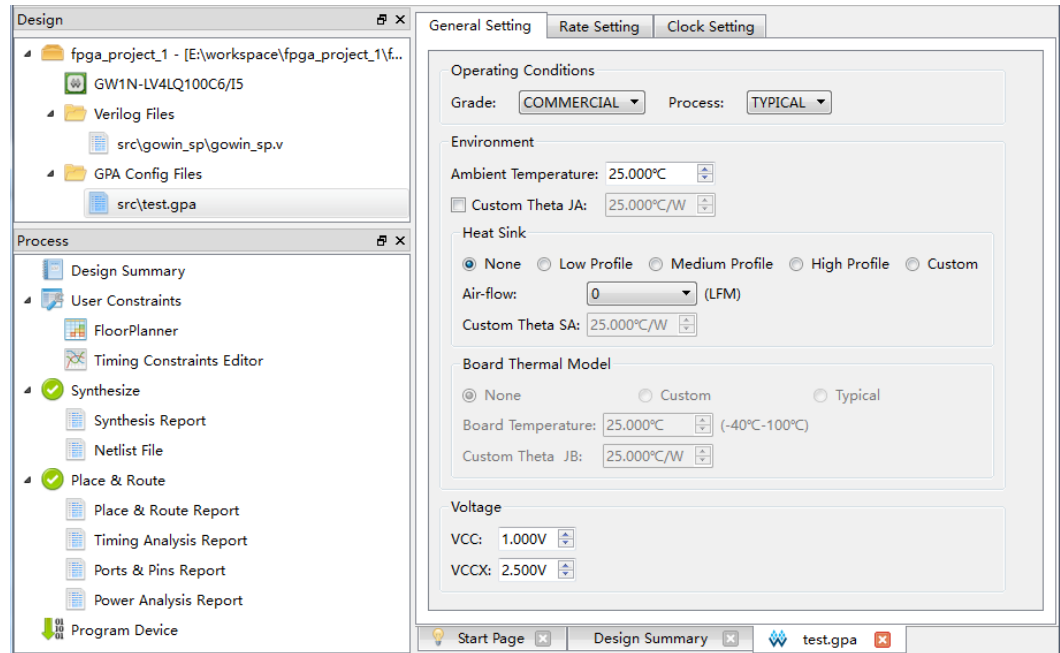 Design
fpga_project_1 - [E:\workspace\fpga_project_1\f...
GW1N-LV4LQ100C6/I5
Verilog Files
src\gowin_sp\gowin_sp.v
GPA Config Files
src\test.gpa
Process
Design Summary
User Constraints
FloorPlanner
Timing Constraints Editor
Synthesize
Synthesis Report
Netlist File
Place & Route
Place & Route Report
Timing Analysis Report
Ports & Pins Report
Power Analysis Report
Program Device
General Setting Rate Setting Clock Setting
Operating Conditions
Grade: COMMERCIAL Process: TYPICAL
Environment
Ambient Temperature: 25.000℃
Custom Theta JA: 25.000℃/W
Heat Sink
None Low Profile Medium Profile High Profile Custom
Air-flow: 0 (LFM)
Custom Theta SA: 25.000℃/W
Board Thermal Model
None Custom Typical
Board Temperature: 25.000℃ (-40℃-100℃)
Custom Theta JB: 25.000℃/W
Voltage
VCC: 1.000V
VCCX: 2.500V
Start Page Design Summary test.gpa